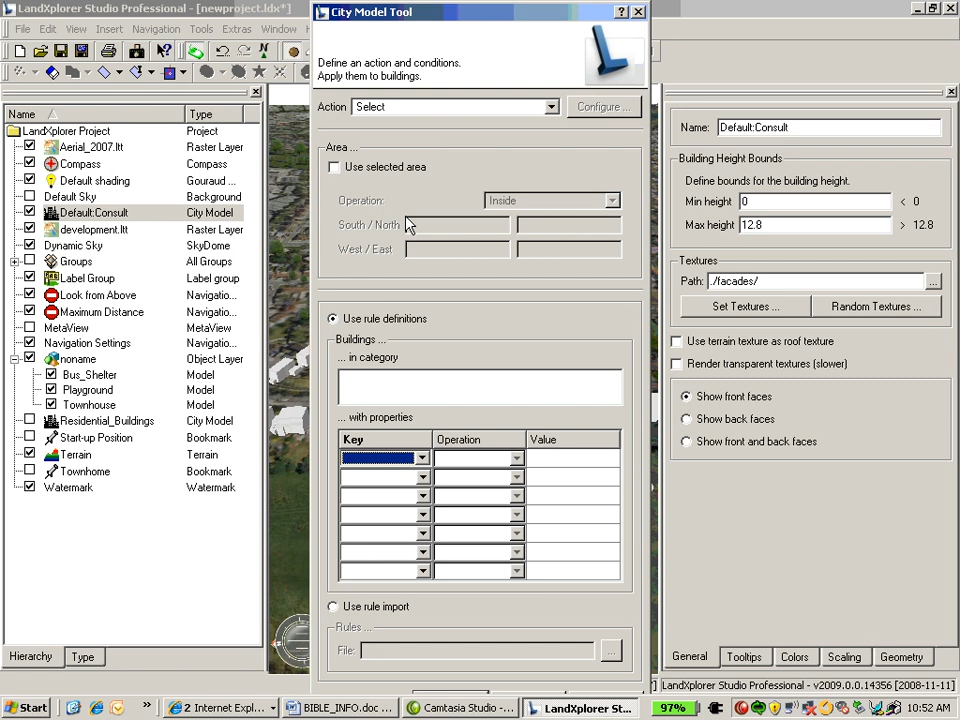 LandXplorer Studio Professional - [newproject.ldx*]
City Model Tool
File Edit View Insert Navigation Tools Extras Window
Define an action and conditions.
Apply them to buildings.
Action Select Configure ...
Name Type
LandXplorer Project Project
Aerial_2007.ltt Raster Layer
Compass Compass
Default shading Gouraud ...
Default Sky Background
Default:Consult City Model
development.ltt Raster Layer
Dynamic Sky SkyDome
Groups All Groups
Label Group Label group
Look from Above Navigatio...
Maximum Distance Navigatio...
MetaView MetaView
Navigation Settings Navigatio...
noname Object Layer
Bus_Shelter Model
Playground Model
Townhouse Model
Residential_Buildings City Model
Start-up Position Bookmark
Terrain Terrain
Townhome Bookmark
Watermark Watermark
Hierarchy Type
Area ...
Use selected area
Operation: Inside
South / North
West / East
Use rule definitions
Buildings ...
... in category
... with properties
Key Operation Value
Use rule import
Rules ...
File: ...
Name: Default:Consult
Building Height Bounds
Define bounds for the building height.
Min height 0 < 0
Max height 12.8 > 12.8
Textures
Path: ./facades/ ...
Set Textures ... Random Textures ...
Use terrain texture as roof texture
Render transparent textures (slower)
Show front faces
Show back faces
Show front and back faces
General Tooltips Colors Scaling Geometry
LandXplorer Studio Professional - v2009.0.0.14356 [2008-11-11]
Start » 2 Internet Expl... BIBLE_INFO.doc ... Camtasia Studio - ... LandXplorer St... 97% 10:52 AM